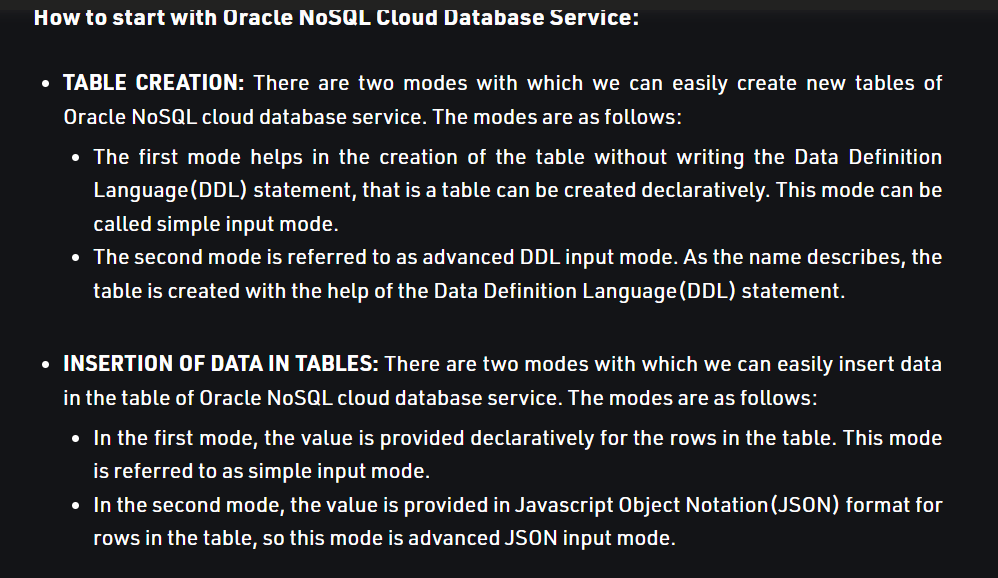 How to start with Oracle NoSQL Cloud Database Service:
• TABLE CREATION: There are two modes with which we can easily create new tables of
Oracle NoSQL cloud database service. The modes are as follows:
• The first mode helps in the creation of the table without writing the Data Definition
Language(DDL) statement, that is a table can be created declaratively. This mode can be
called simple input mode.
• The second mode is referred to as advanced DDL input mode. As the name describes, the
table is created with the help of the Data Definition Language(DDL) statement.
• INSERTION OF DATA IN TABLES: There are two modes with which we can easily insert data
in the table of Oracle NoSQL cloud database service. The modes are as follows:
• In the first mode, the value is provided declaratively for the rows in the table. This mode
is referred to as simple input mode.
• In the second mode, the value is provided in Javascript Object Notation(JSON) format for
rows in the table, so this mode is advanced JSON input mode.